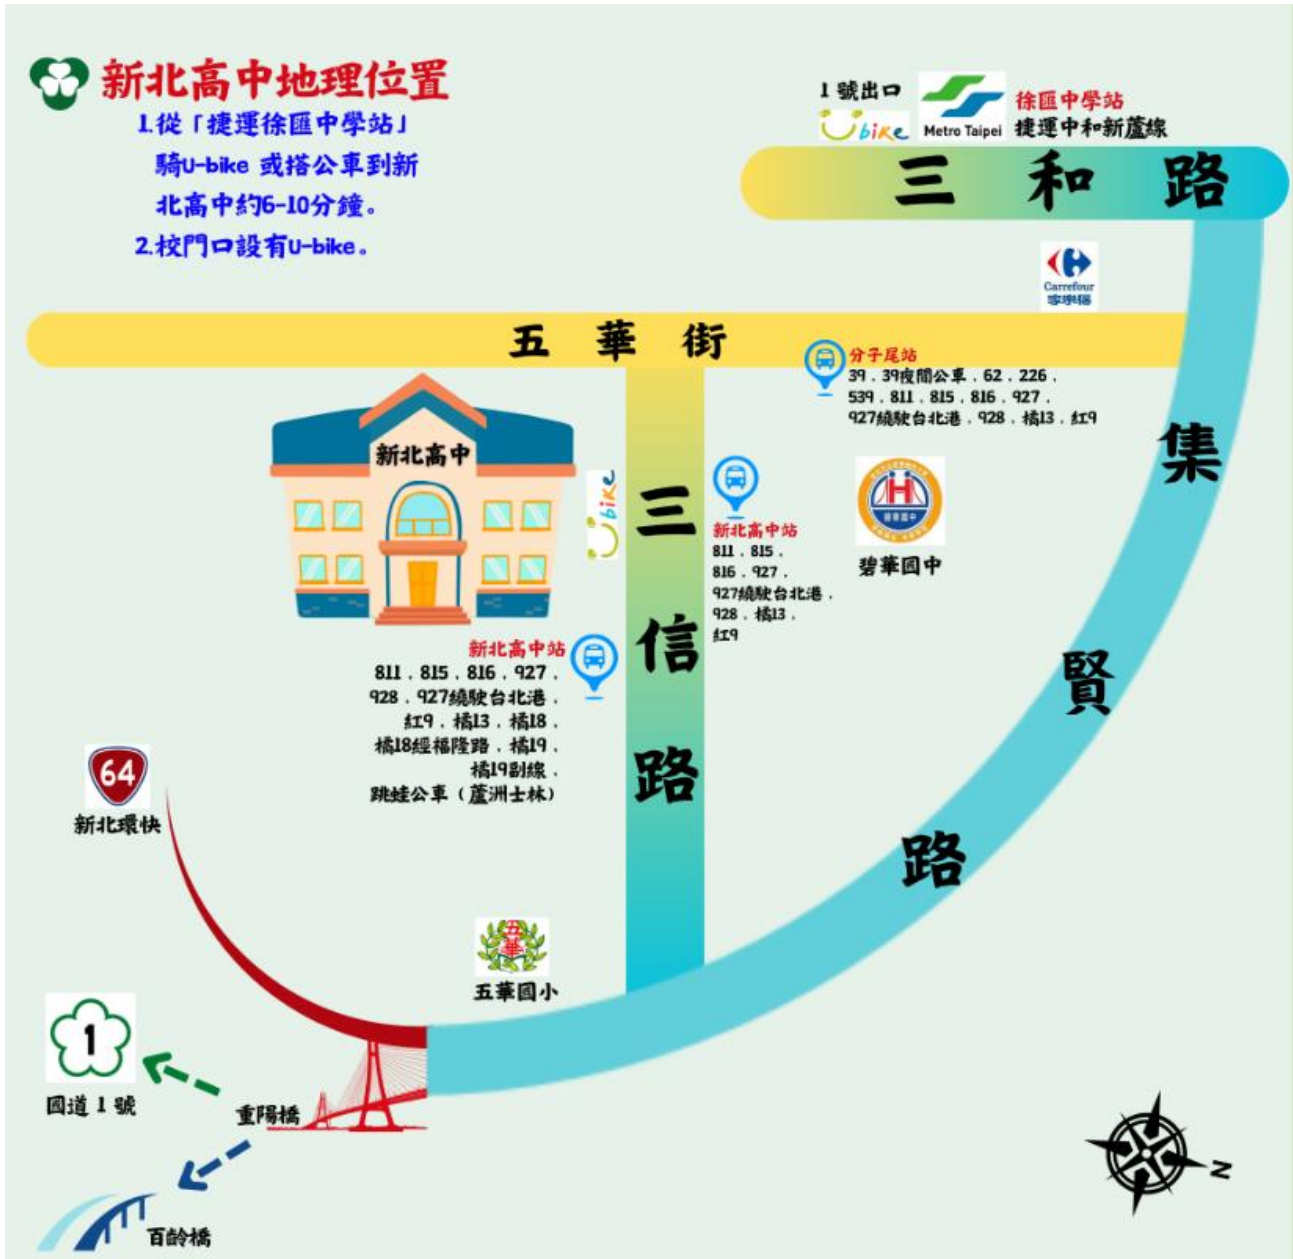 新北高中地理位置
1.從「捷運徐匯中學站」
騎U-bike 或搭公車到新
北高中約6-10分鐘。
2.校門口設有U-bike。
1 號出口
Ubike
Metro Taipei
徐匯中學站
捷運中和新蘆線
三和路
Carrefour
家樂福
五華街
分子尾站
39．39夜間公車．62．226．
539．811．815．816．927．
927繞駛台北港．928．橘13．紅9
新北高中
Ubike
三信路
新北高中站
811．815．
816．927．
927繞駛台北港．
928．橘13．
紅9
碧華國中
碧華國中
集賢路
新北高中站
811．815．816．927．
928．927繞駛台北港．
紅9．橘13．橘18．
橘18經福隆路．橘19．
橘19副線．
跳蛙公車（蘆洲士林）
64
新北環快
五華
五華國小
1
國道 1 號
重陽橋
百齡橋
N